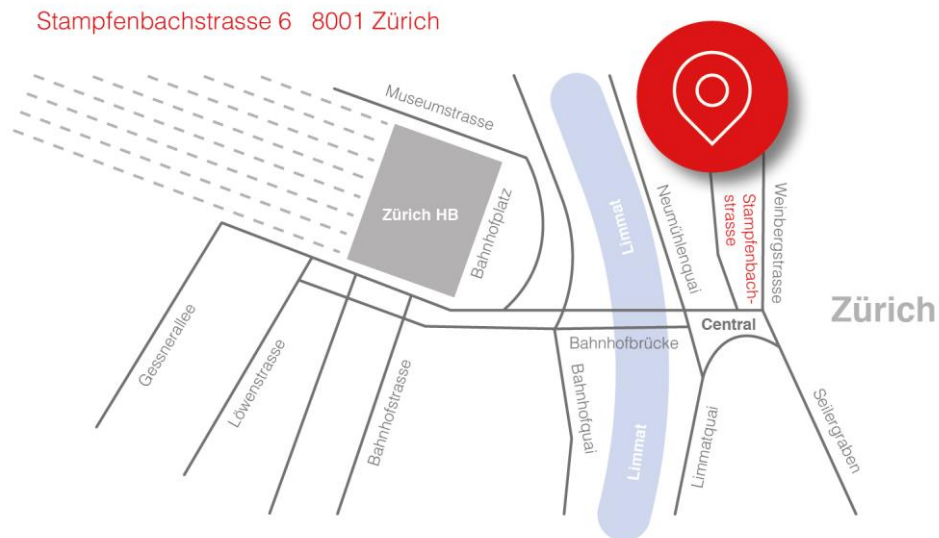 Stampfenbachstrasse 6   8001 Zürich
Museumstrasse
Zürich HB
Bahnhofplatz
Limmat
Neumühlenquai
Stampfenbach-
strasse
Weinbergstrasse
Zürich
Central
Bahnhofbrücke
Gessnerallee
Löwenstrasse
Bahnhofstrasse
Bahnhofquai
Limmat
Limmatquai
Seilergraben